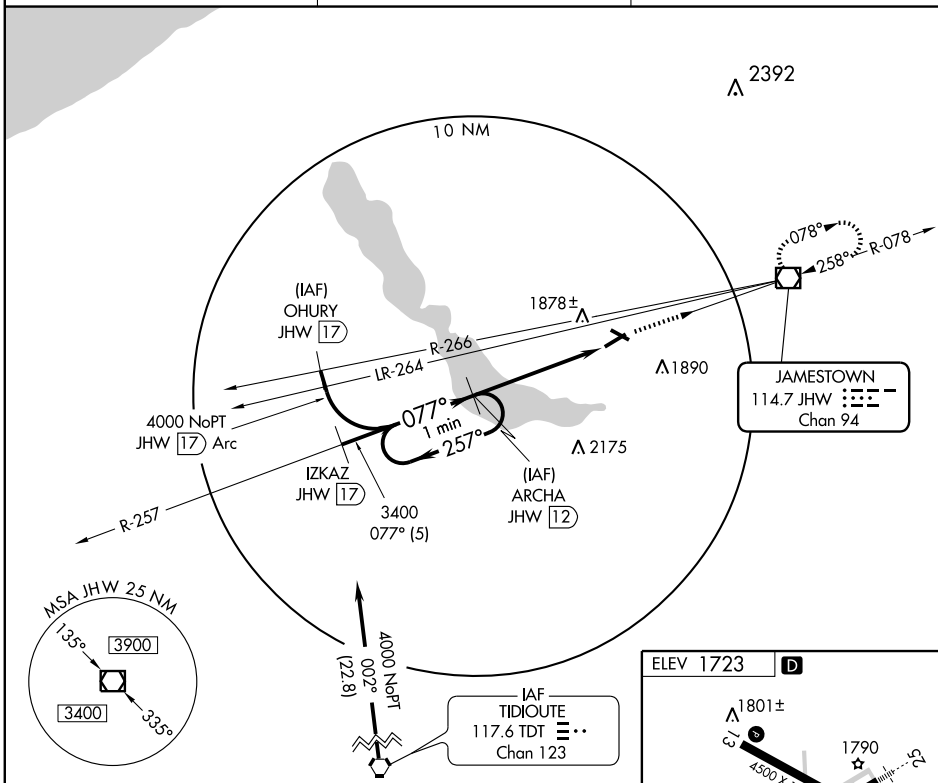 2392
10 NM
078°
258°
R-078
(IAF)
OHURY
JHW 17
1878±
R-266
LR-264
1890
JAMESTOWN
114.7 JHW
Chan 94
4000 NoPT
JHW 17 Arc
077°
1 min
257°
2175
IZKAZ
JHW 17
(IAF)
ARCHA
JHW 12
3400
077° (5)
R-257
MSA JHW 25 NM
135°
3900
3400
335°
4000 NoPT
002°
(22.8)
IAF
TIDIOUTE
117.6 TDT
Chan 123
ELEV 1723
D
1801±
P
13
1790
4500 X
25